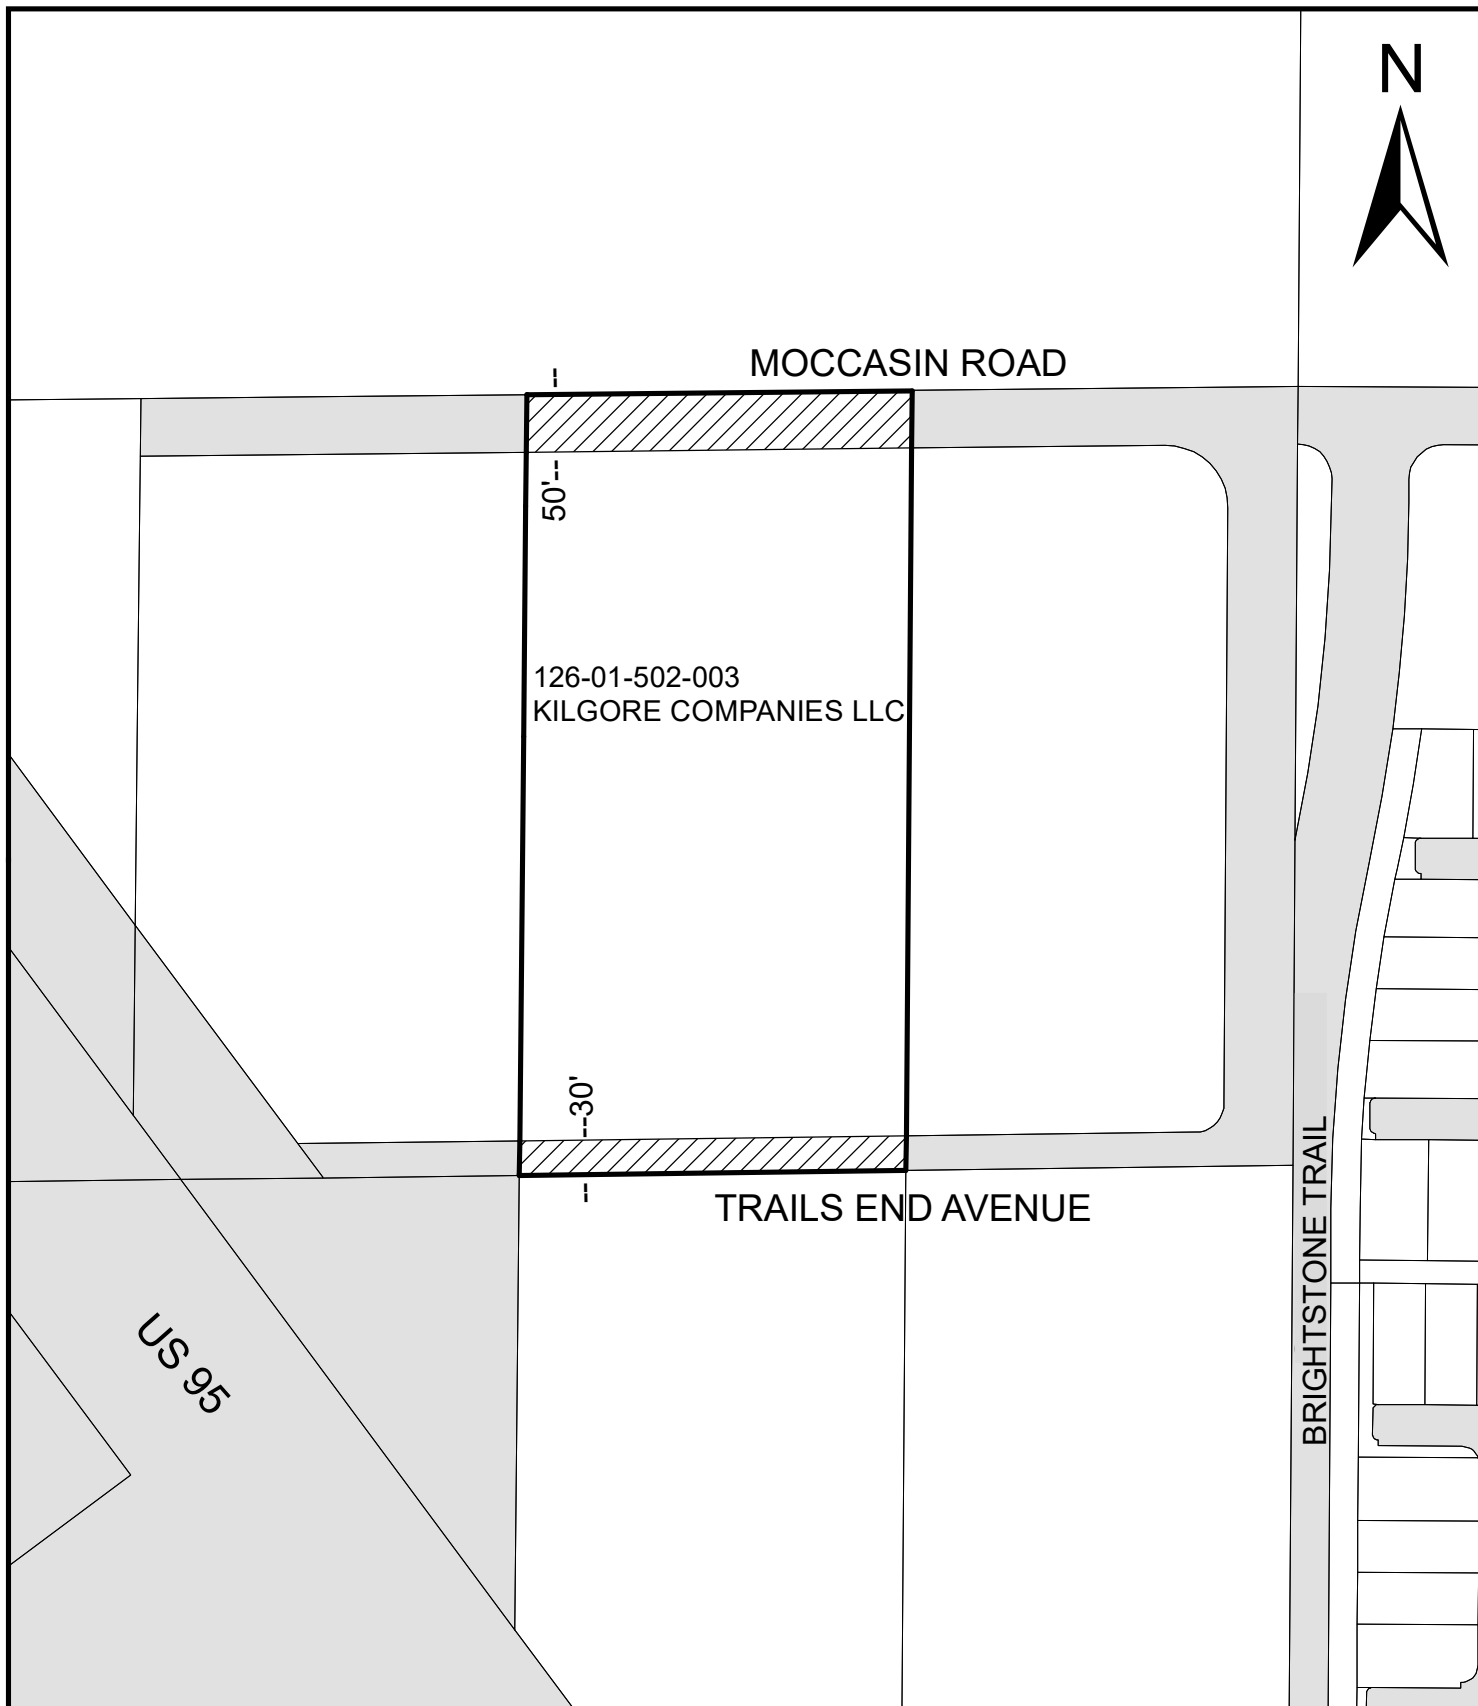 N
MOCCASIN ROAD
50'
126-01-502-003
KILGORE COMPANIES LLC
30'
TRAILS END AVENUE
BRIGHTSTONE TRAIL
US 95